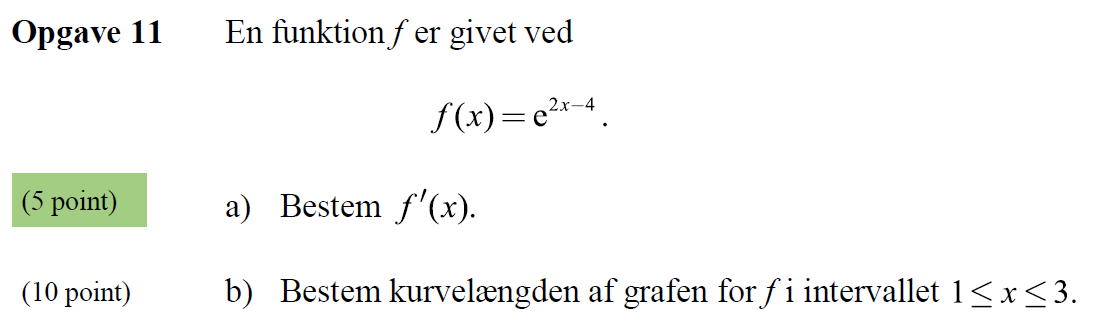 Opgave 11 En funktion f er givet ved
f(x) = e^{2x−4}.
(5 point) a) Bestem f′(x).
(10 point) b) Bestem kurvelængden af grafen for f i intervallet 1 ≤ x ≤ 3.